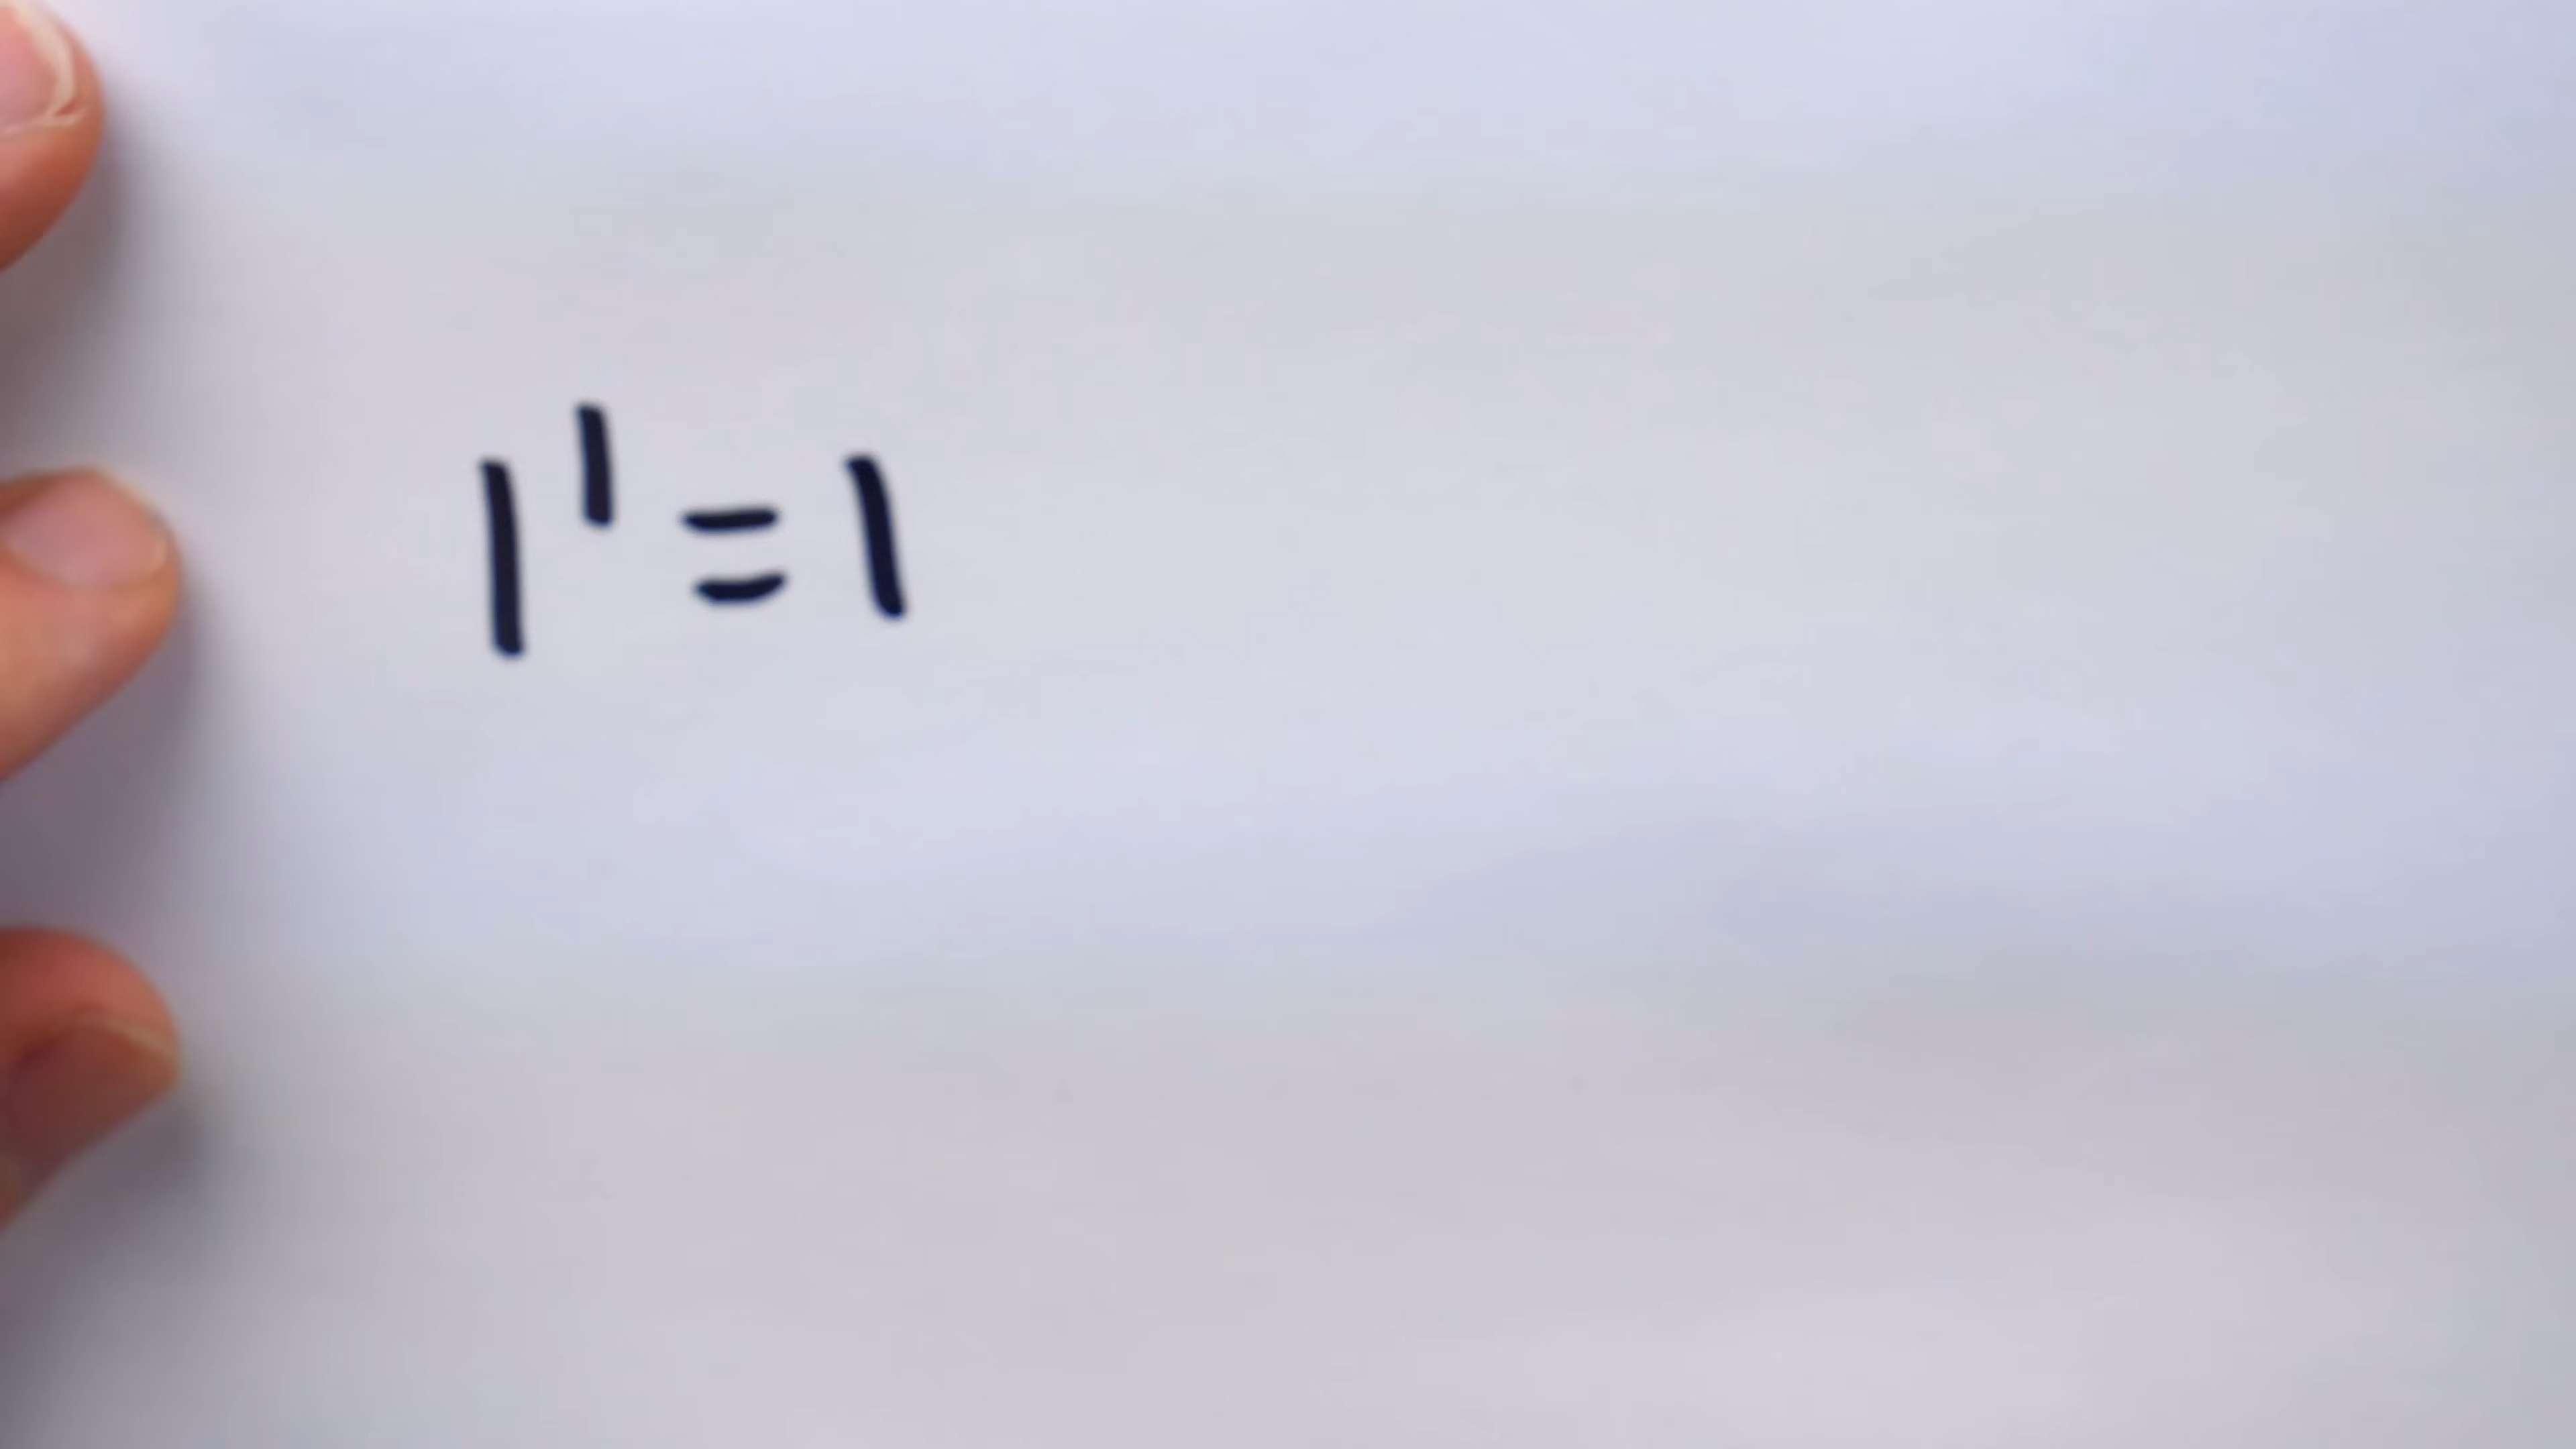 1¹ = 1